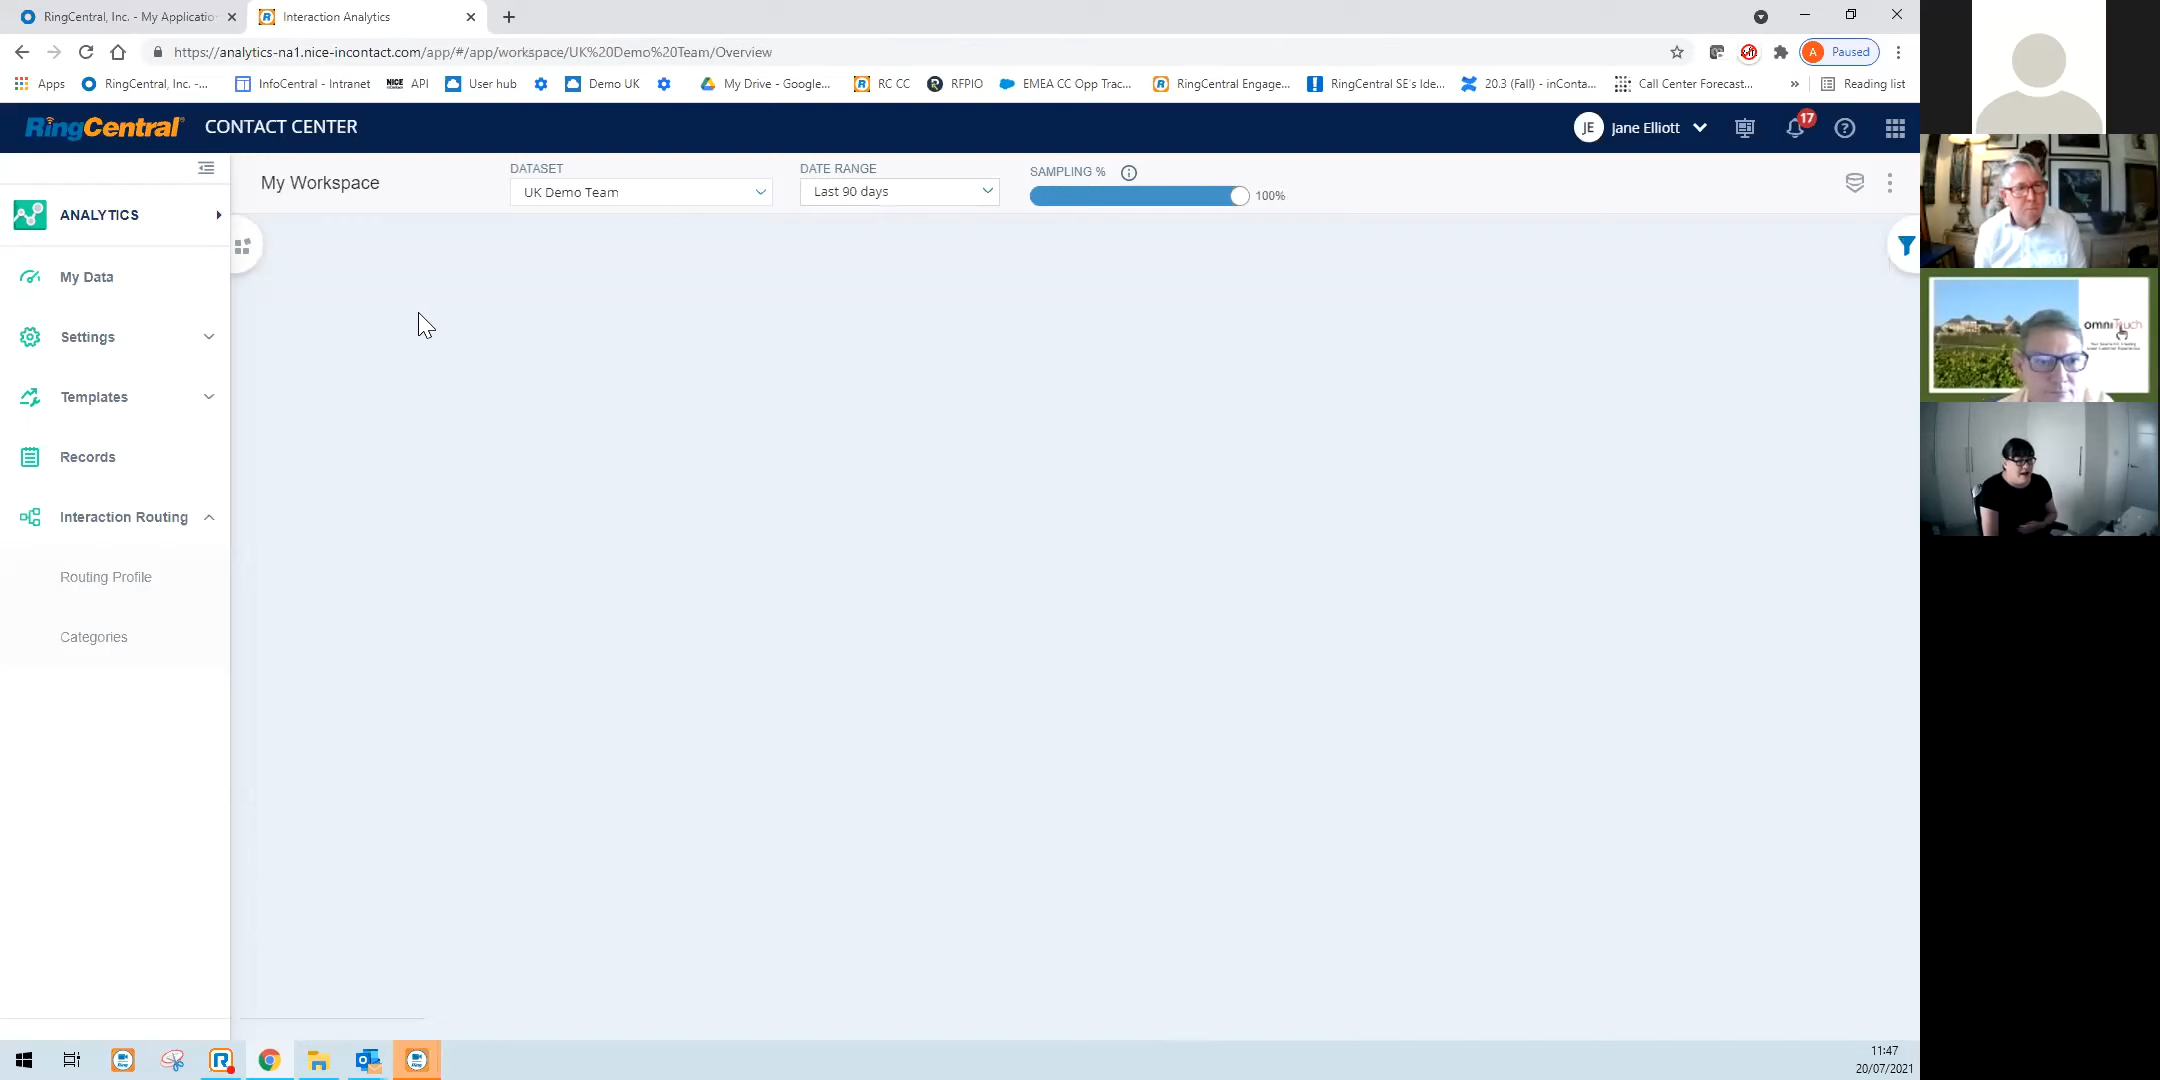 RingCentral, Inc. - My Applicatio
Interaction Analytics
https://analytics-na1.nice-incontact.com/app/#/app/workspace/UK%20Demo%20Team/Overview
A Paused
Apps
RingCentral, Inc. -...
InfoCentral - Intranet
NICE API
User hub
Demo UK
My Drive - Google...
RC CC
RFPIO
EMEA CC Opp Trac...
RingCentral Engage...
RingCentral SE's Ide...
20.3 (Fall) - inConta...
Call Center Forecast...
» Reading list
RingCentral CONTACT CENTER
JE Jane Elliott
17
My Workspace
DATASET
UK Demo Team
DATE RANGE
Last 90 days
SAMPLING %
100%
ANALYTICS
My Data
Settings
Templates
Records
Interaction Routing
Routing Profile
Categories
omniTouch
11:47
20/07/2021